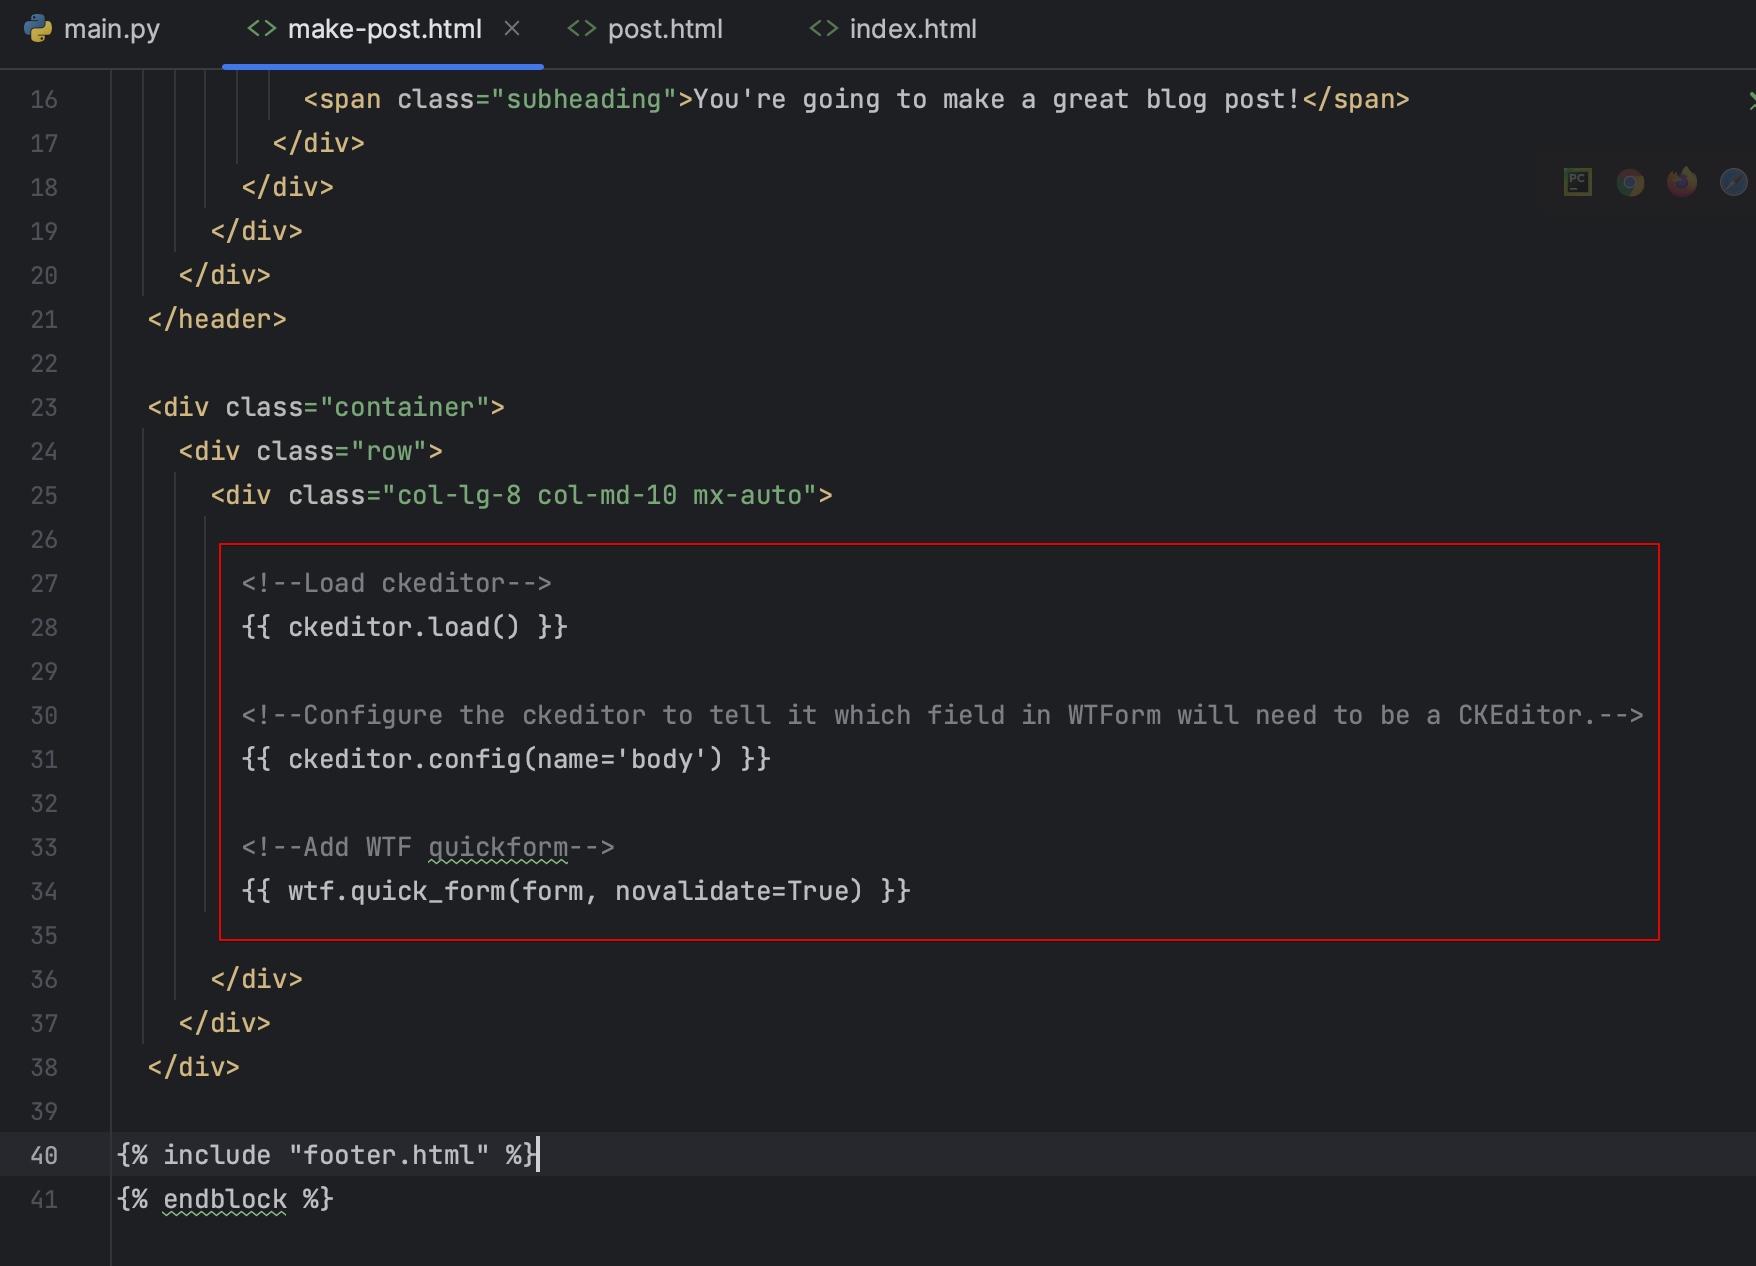 main.py make-post.html post.html index.html
16 <span class="subheading">You're going to make a great blog post!</span>
17 </div>
18 </div>
19 </div>
20 </div>
21 </header>
22
23 <div class="container">
24 <div class="row">
25 <div class="col-lg-8 col-md-10 mx-auto">
26
27 <!--Load ckeditor-->
28 {{ ckeditor.load() }}
29
30 <!--Configure the ckeditor to tell it which field in WTForm will need to be a CKEditor.-->
31 {{ ckeditor.config(name='body') }}
32
33 <!--Add WTF quickform-->
34 {{ wtf.quick_form(form, novalidate=True) }}
35
36 </div>
37 </div>
38 </div>
39
40 {% include "footer.html" %}
41 {% endblock %}
PC